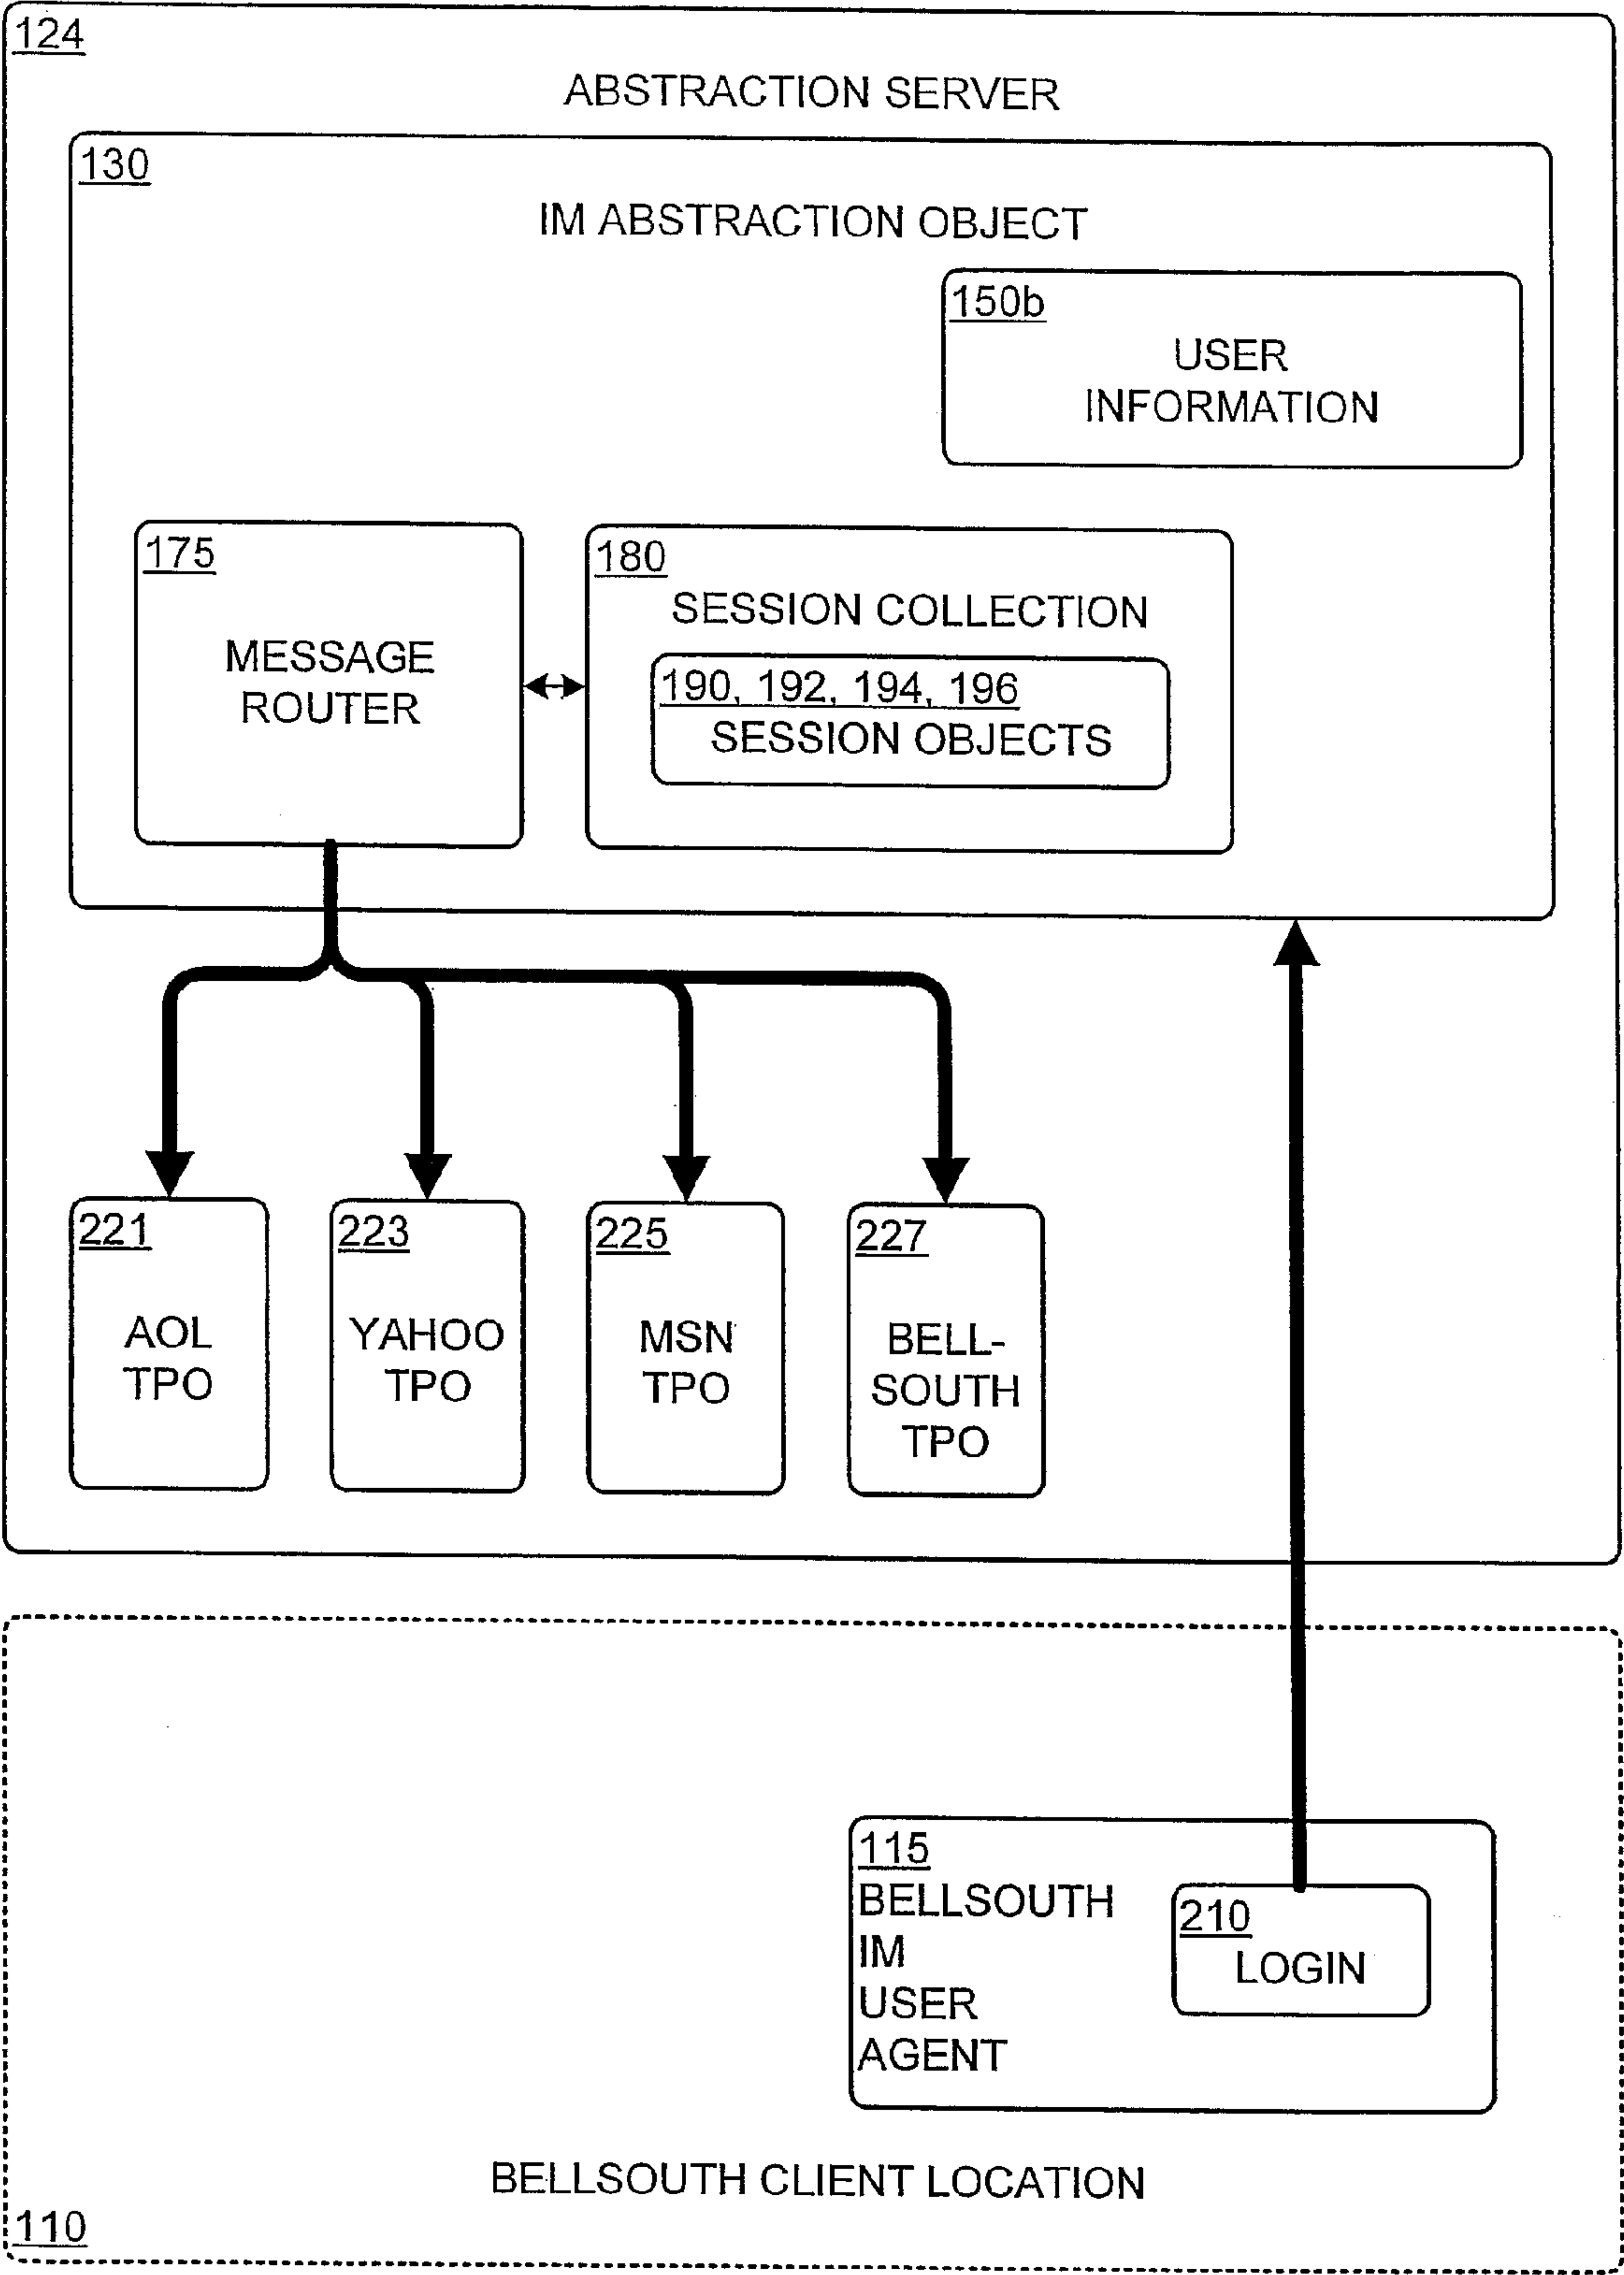 124
ABSTRACTION SERVER
130
IM ABSTRACTION OBJECT
150b
USER
INFORMATION
175
MESSAGE
ROUTER
180
SESSION COLLECTION
190, 192, 194, 196
SESSION OBJECTS
221
AOL
TPO
223
YAHOO
TPO
225
MSN
TPO
227
BELL-
SOUTH
TPO
115
BELLSOUTH
IM
USER
AGENT
210
LOGIN
BELLSOUTH CLIENT LOCATION
110